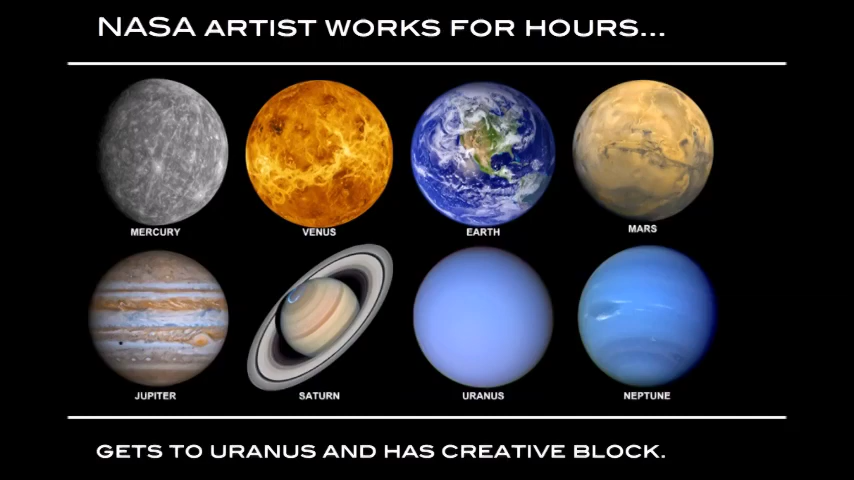 NASA ARTIST WORKS FOR HOURS...
MERCURY VENUS EARTH MARS
JUPITER SATURN URANUS NEPTUNE
GETS TO URANUS AND HAS CREATIVE BLOCK.